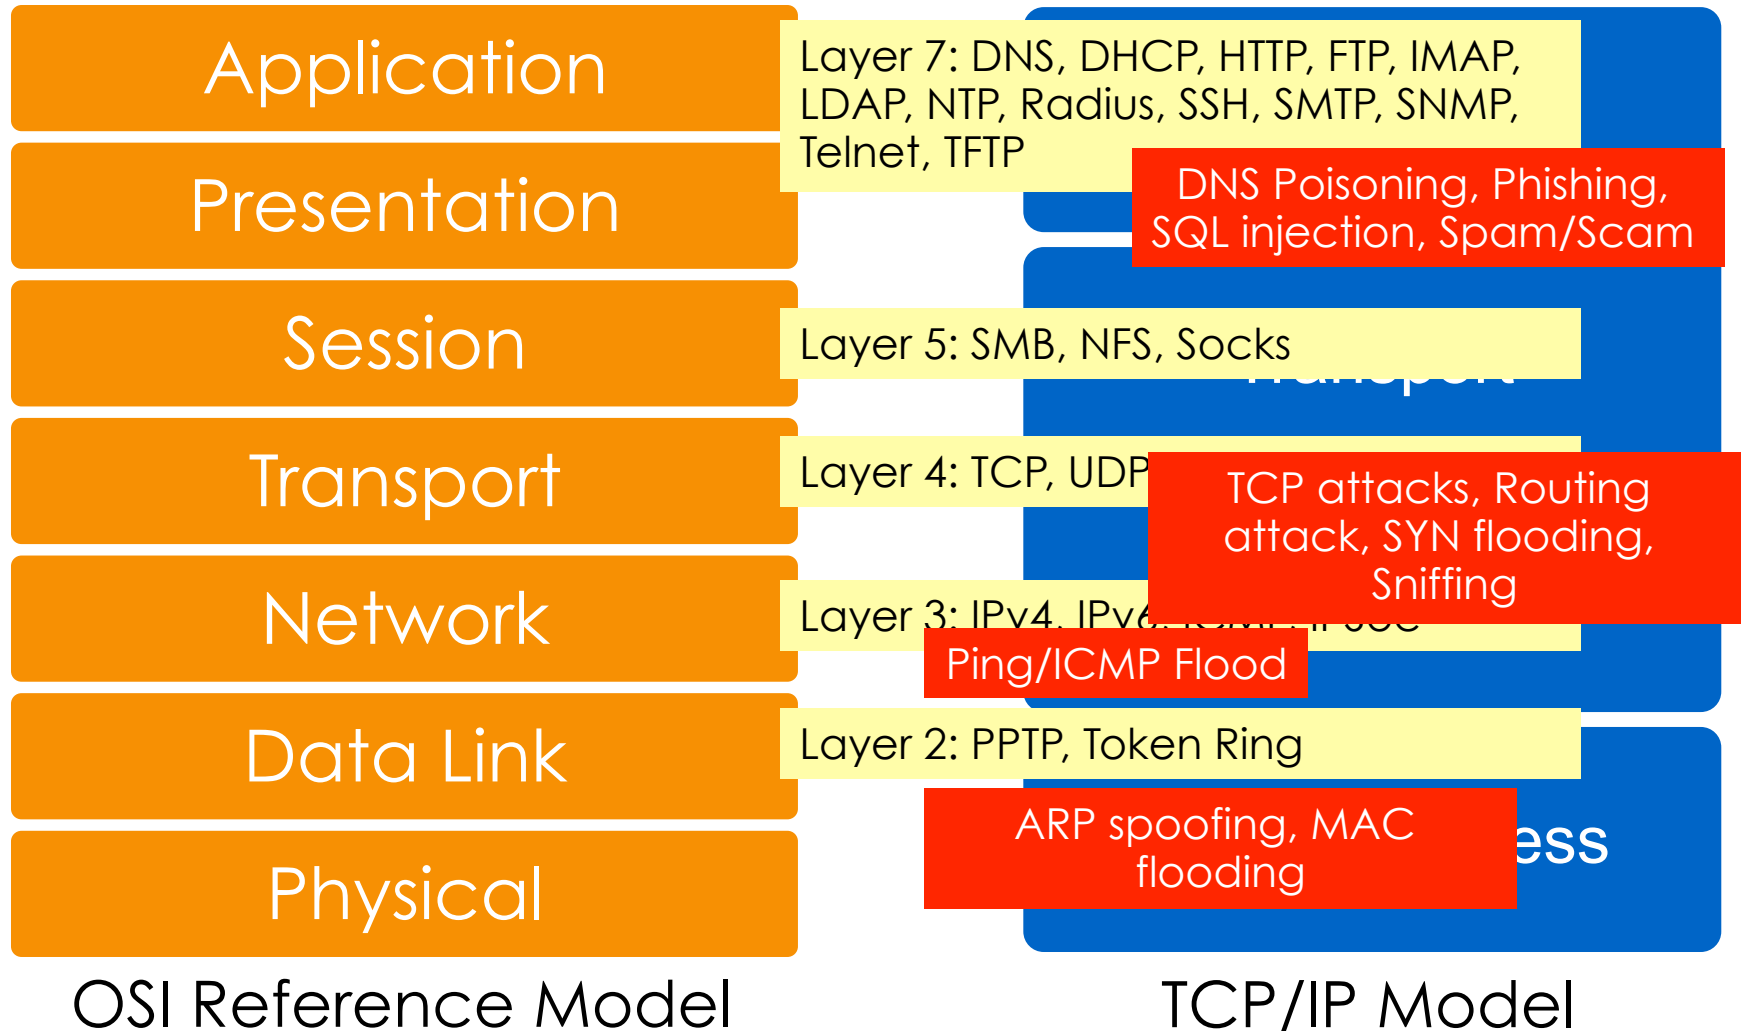 Application
Presentation
Session
Transport
Network
Data Link
Physical
OSI Reference Model
Layer 7: DNS, DHCP, HTTP, FTP, IMAP,
LDAP, NTP, Radius, SSH, SMTP, SNMP,
Telnet, TFTP
DNS Poisoning, Phishing,
SQL injection, Spam/Scam
Layer 5: SMB, NFS, Socks
Transport
Layer 4: TCP, UDP
TCP attacks, Routing
attack, SYN flooding,
Sniffing
Layer 3: IPv4, IPv6, ICMP, IPSec
Ping/ICMP Flood
Layer 2: PPTP, Token Ring
ARP spoofing, MAC
flooding
ess
TCP/IP Model